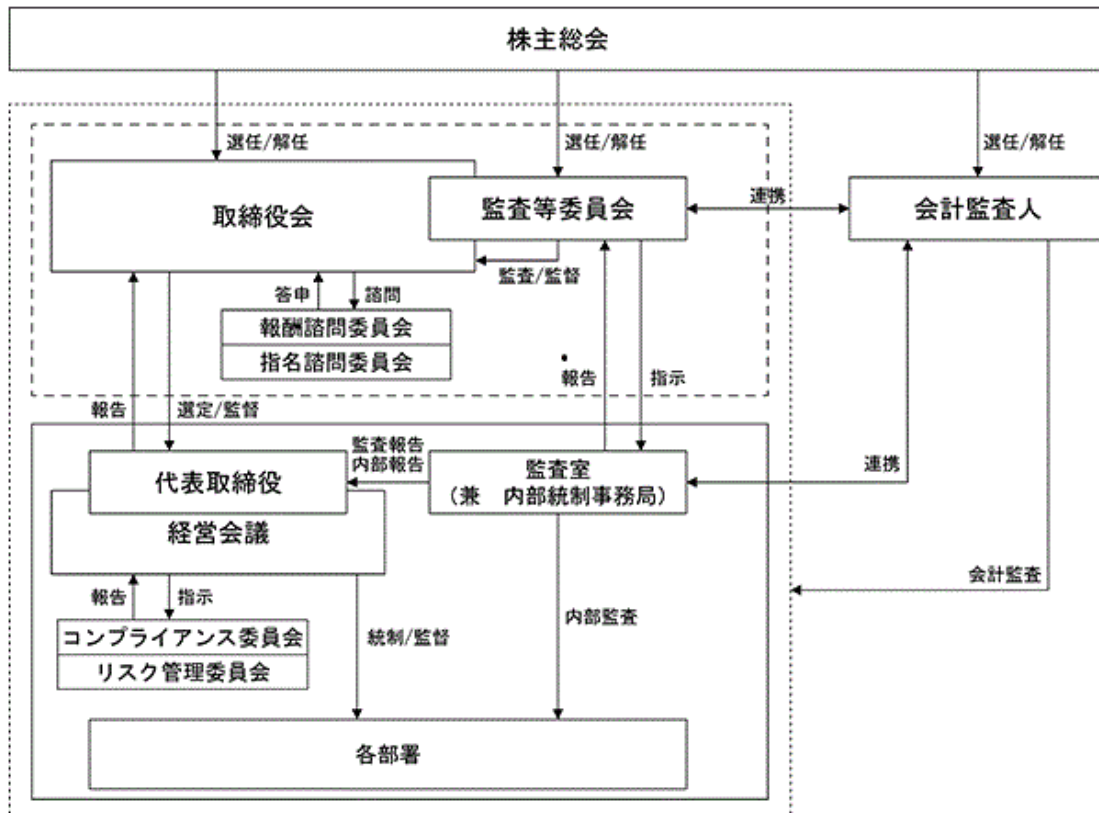 株主総会
選任/解任
選任/解任
選任/解任
取締役会
監査等委員会
連携
会計監査人
監査/監督
答申
諮問
報酬諮問委員会
指名諮問委員会
報告
指示
報告
選定/監督
監査報告
内部報告
代表取締役
監査室
（兼　内部統制事務局）
連携
経営会議
会計監査
報告
指示
内部監査
コンプライアンス委員会
統制/監督
リスク管理委員会
各部署